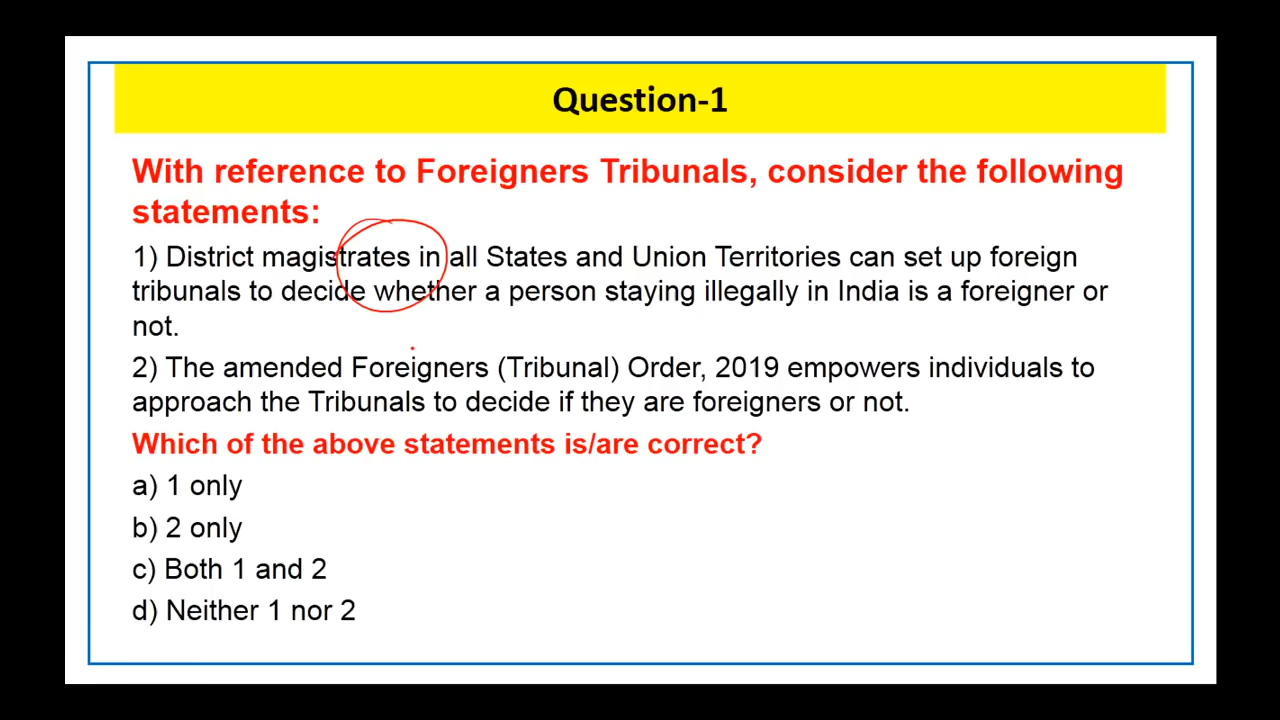 Question-1
With reference to Foreigners Tribunals, consider the following
statements:
1) District magistrates in all States and Union Territories can set up foreign
tribunals to decide whether a person staying illegally in India is a foreigner or
not.
2) The amended Foreigners (Tribunal) Order, 2019 empowers individuals to
approach the Tribunals to decide if they are foreigners or not.
Which of the above statements is/are correct?
a) 1 only
b) 2 only
c) Both 1 and 2
d) Neither 1 nor 2